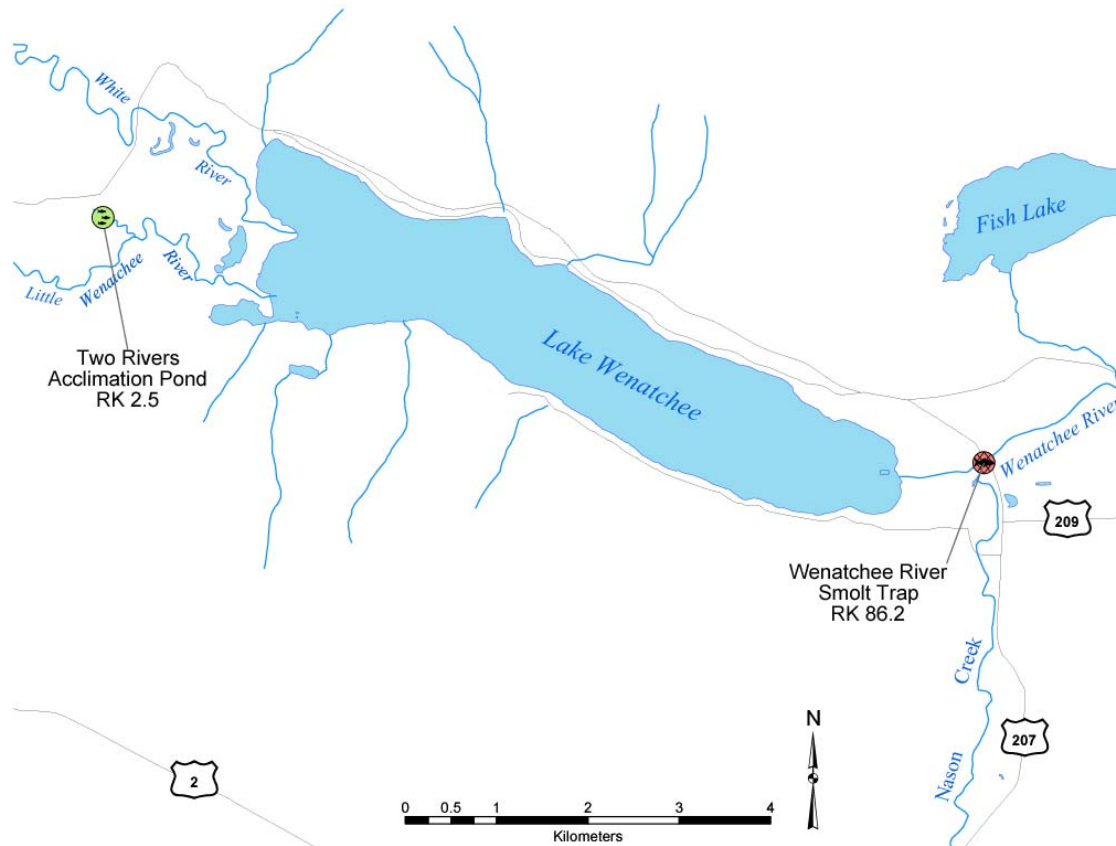 White
River
Fish Lake
Little
Wenatchee
River
Two Rivers
Acclimation Pond
RK 2.5
Lake Wenatchee
Wenatchee River
209
Wenatchee River
Smolt Trap
RK 86.2
Nason
Creek
207
2
N
0 0.5 1 2 3 4
Kilometers